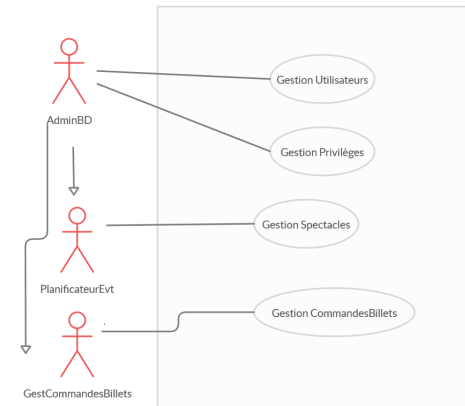 AdminBD
Gestion Utilisateurs
Gestion Privilèges
PlanificateurEvt
Gestion Spectacles
GestCommandesBillets
Gestion CommandesBillets